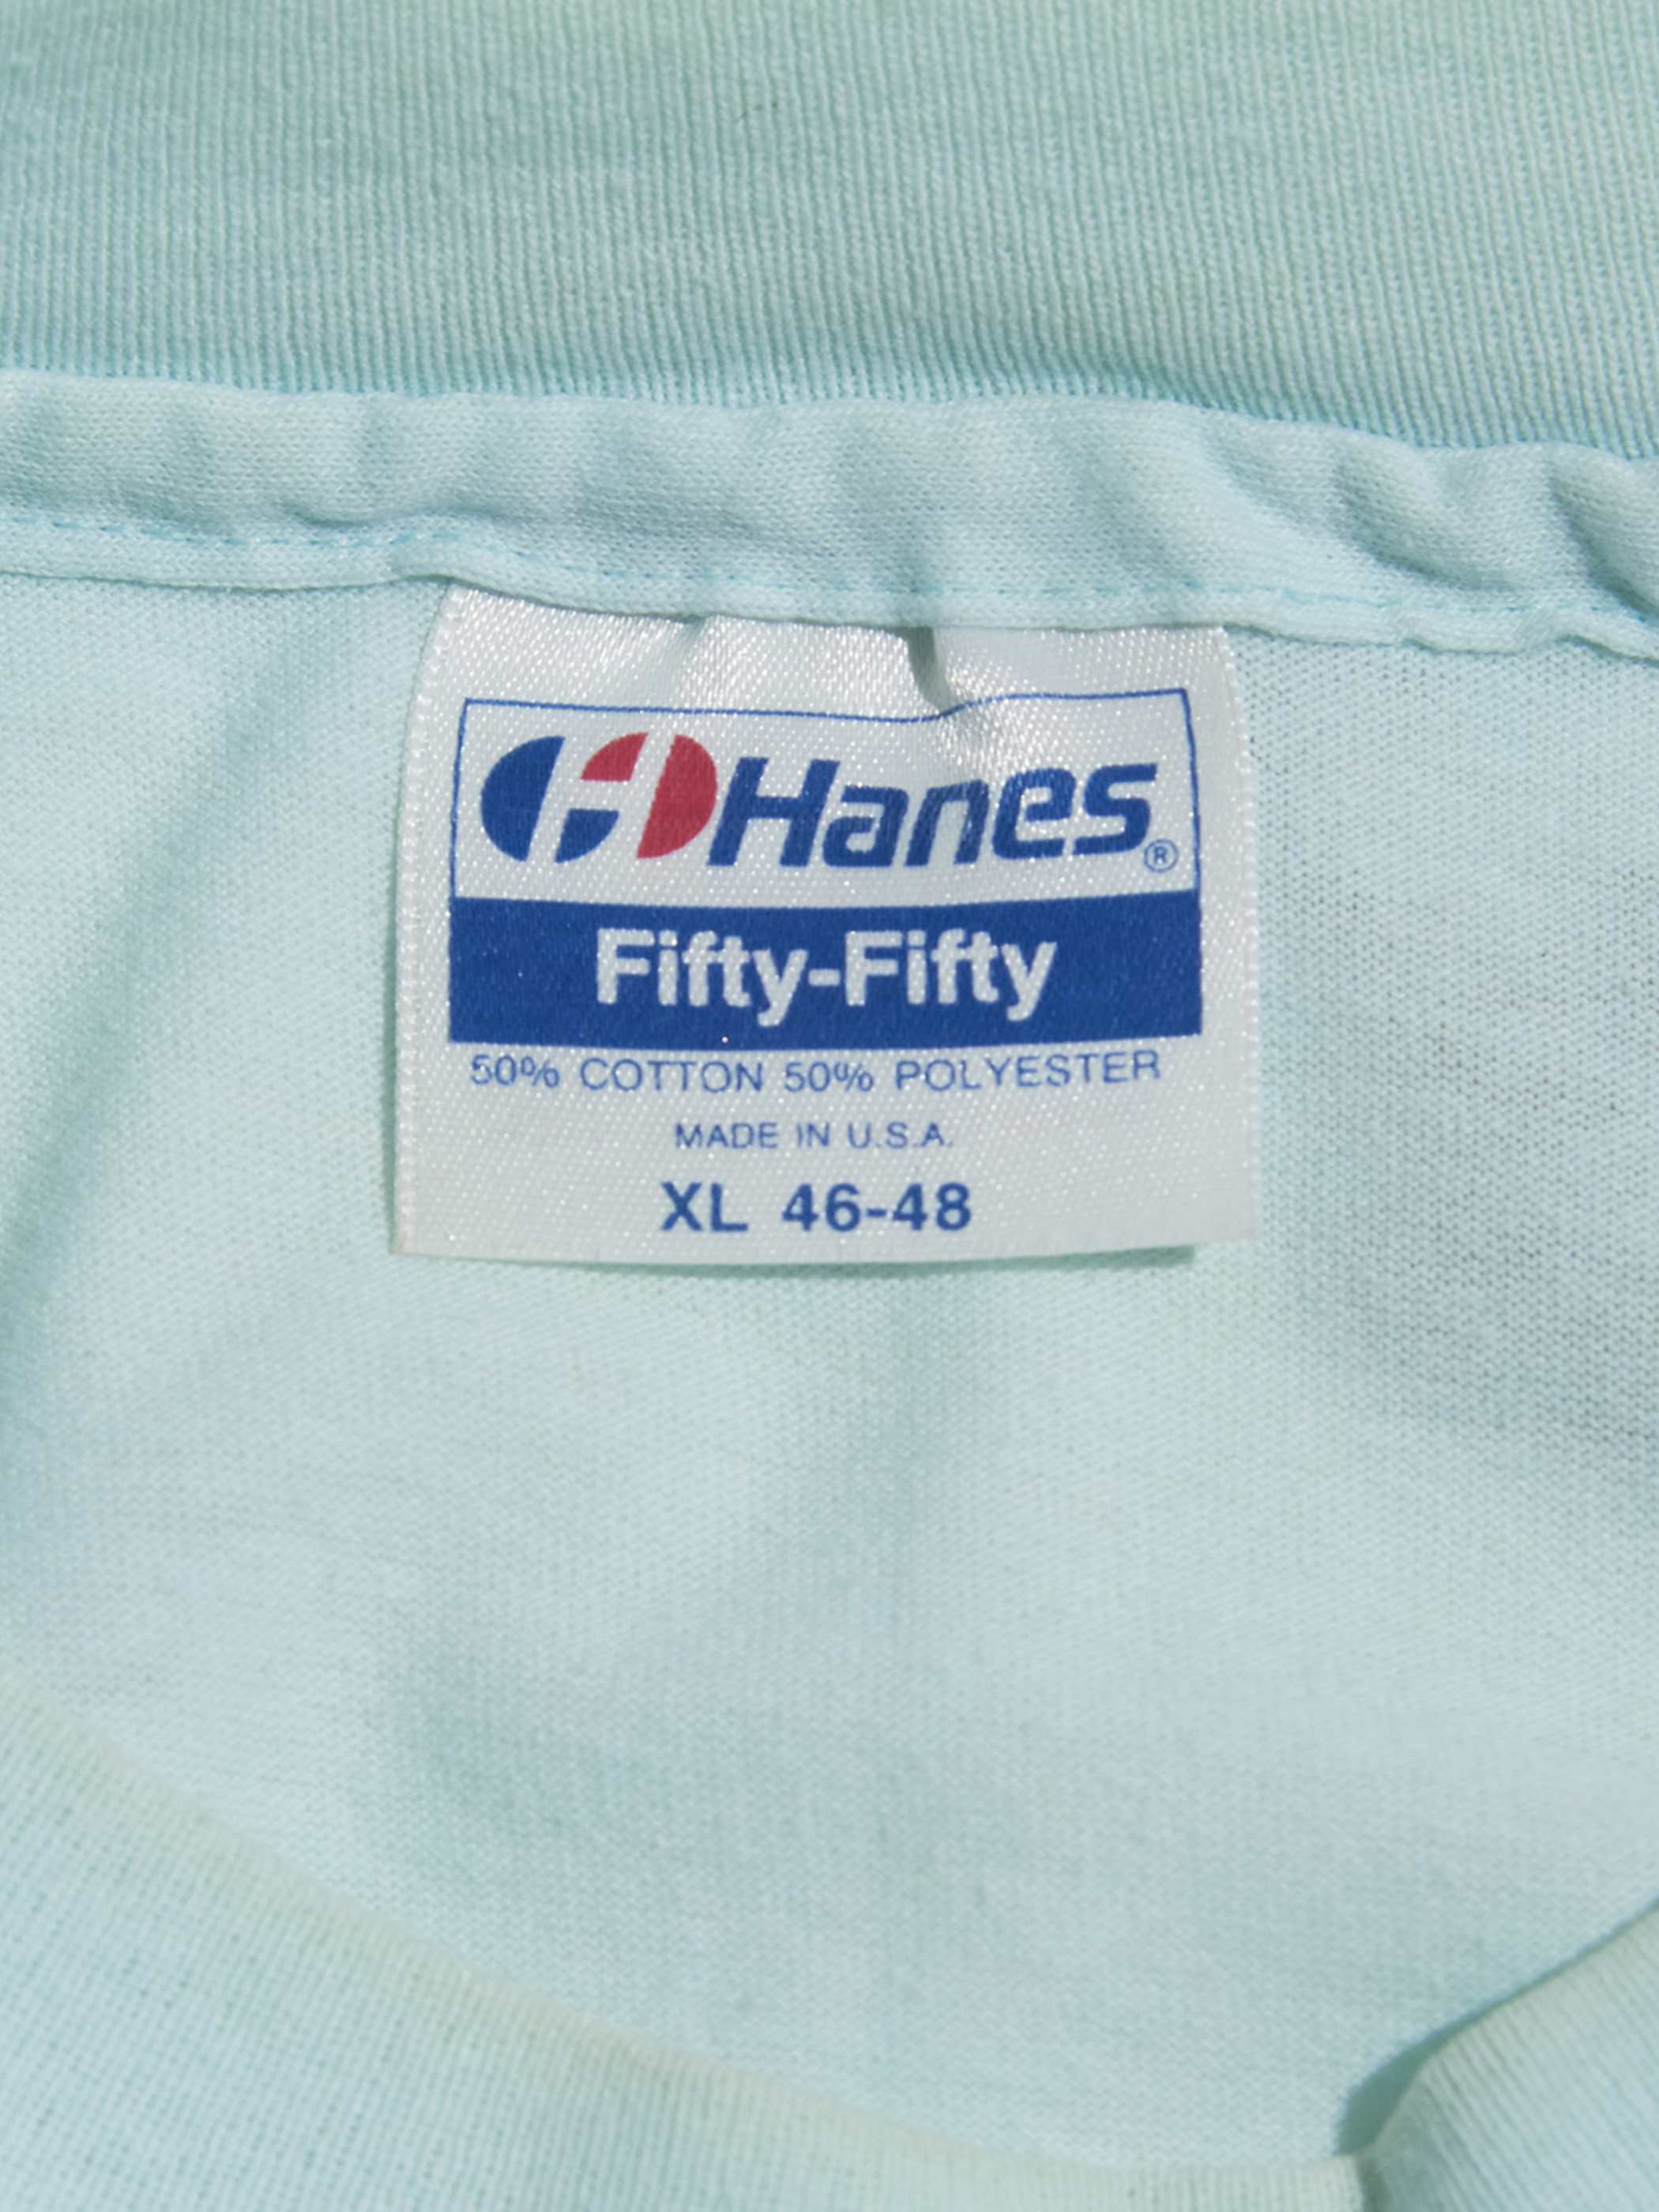 Hanes®
Fifty-Fifty
50% COTTON 50% POLYESTER
MADE IN U.S.A.
XL 46-48